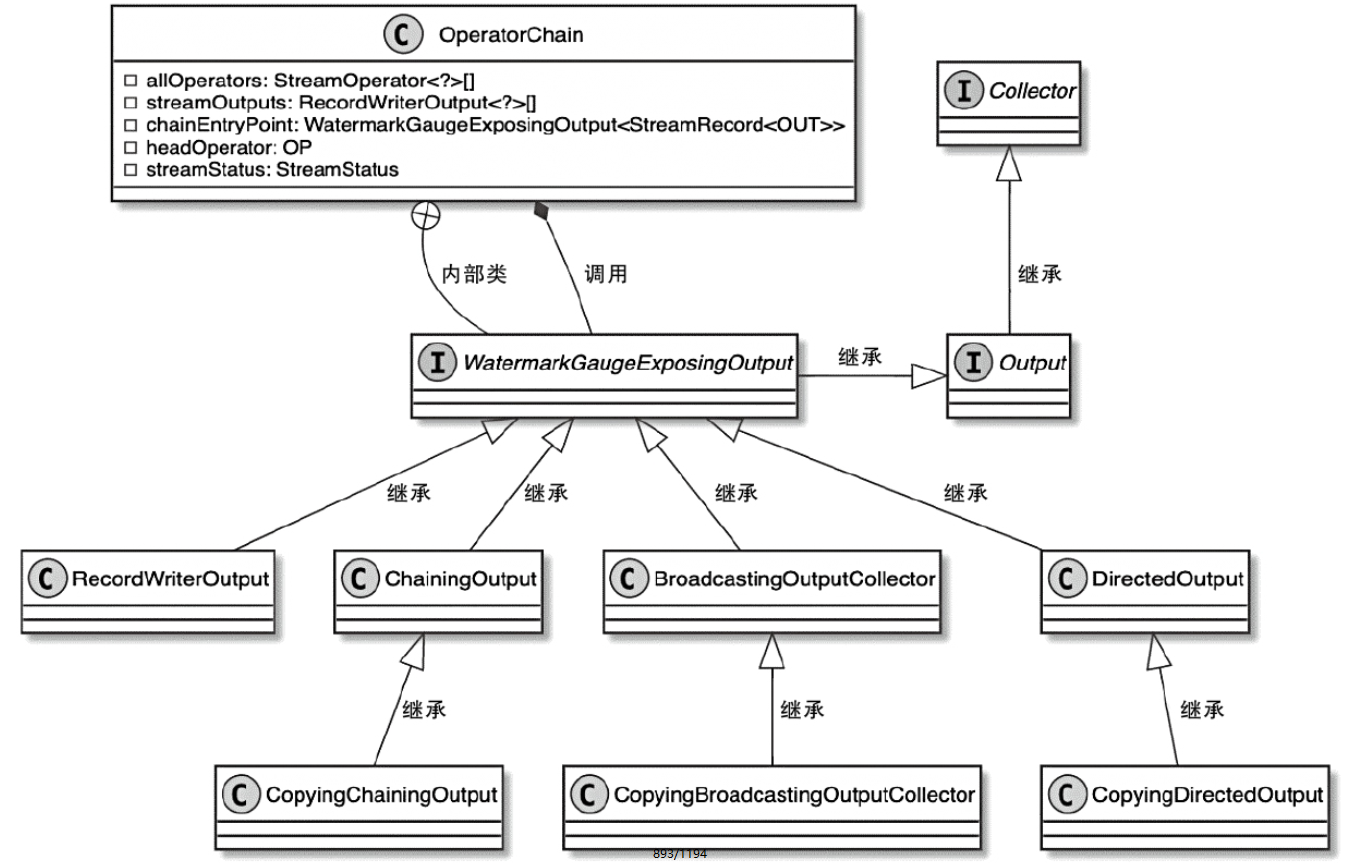 C OperatorChain
allOperators: StreamOperator<?>[]
streamOutputs: RecordWriterOutput<?>[]
chainEntryPoint: WatermarkGaugeExposingOutput<StreamRecord<OUT>>
headOperator: OP
streamStatus: StreamStatus
I Collector
内部类
调用
继承
I WatermarkGaugeExposingOutput
继承
I Output
继承
继承
继承
继承
C RecordWriterOutput
C ChainingOutput
C BroadcastingOutputCollector
C DirectedOutput
继承
继承
继承
C CopyingChainingOutput
C CopyingBroadcastingOutputCollector
C CopyingDirectedOutput
893/1194